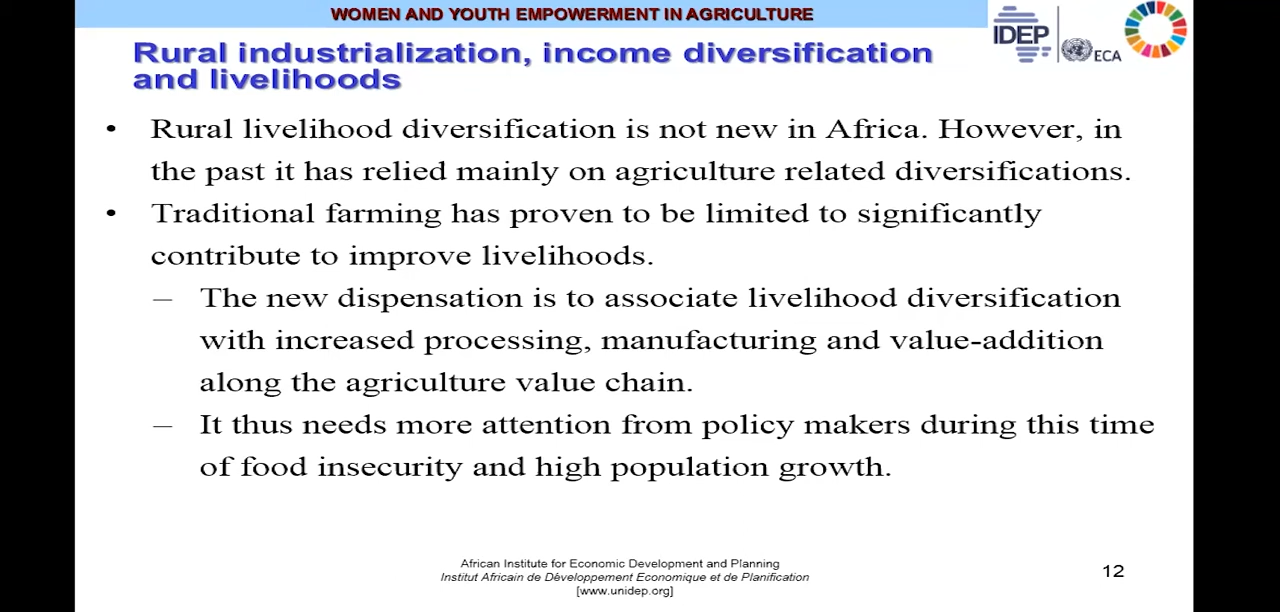 WOMEN AND YOUTH EMPOWERMENT IN AGRICULTURE
IDEP
ECA
Rural industrialization, income diversification
and livelihoods
• Rural livelihood diversification is not new in Africa. However, in
the past it has relied mainly on agriculture related diversifications.
• Traditional farming has proven to be limited to significantly
contribute to improve livelihoods.
– The new dispensation is to associate livelihood diversification
with increased processing, manufacturing and value-addition
along the agriculture value chain.
– It thus needs more attention from policy makers during this time
of food insecurity and high population growth.
African Institute for Economic Development and Planning
Institut Africain de Développement Economique et de Planification
[www.unidep.org]
12